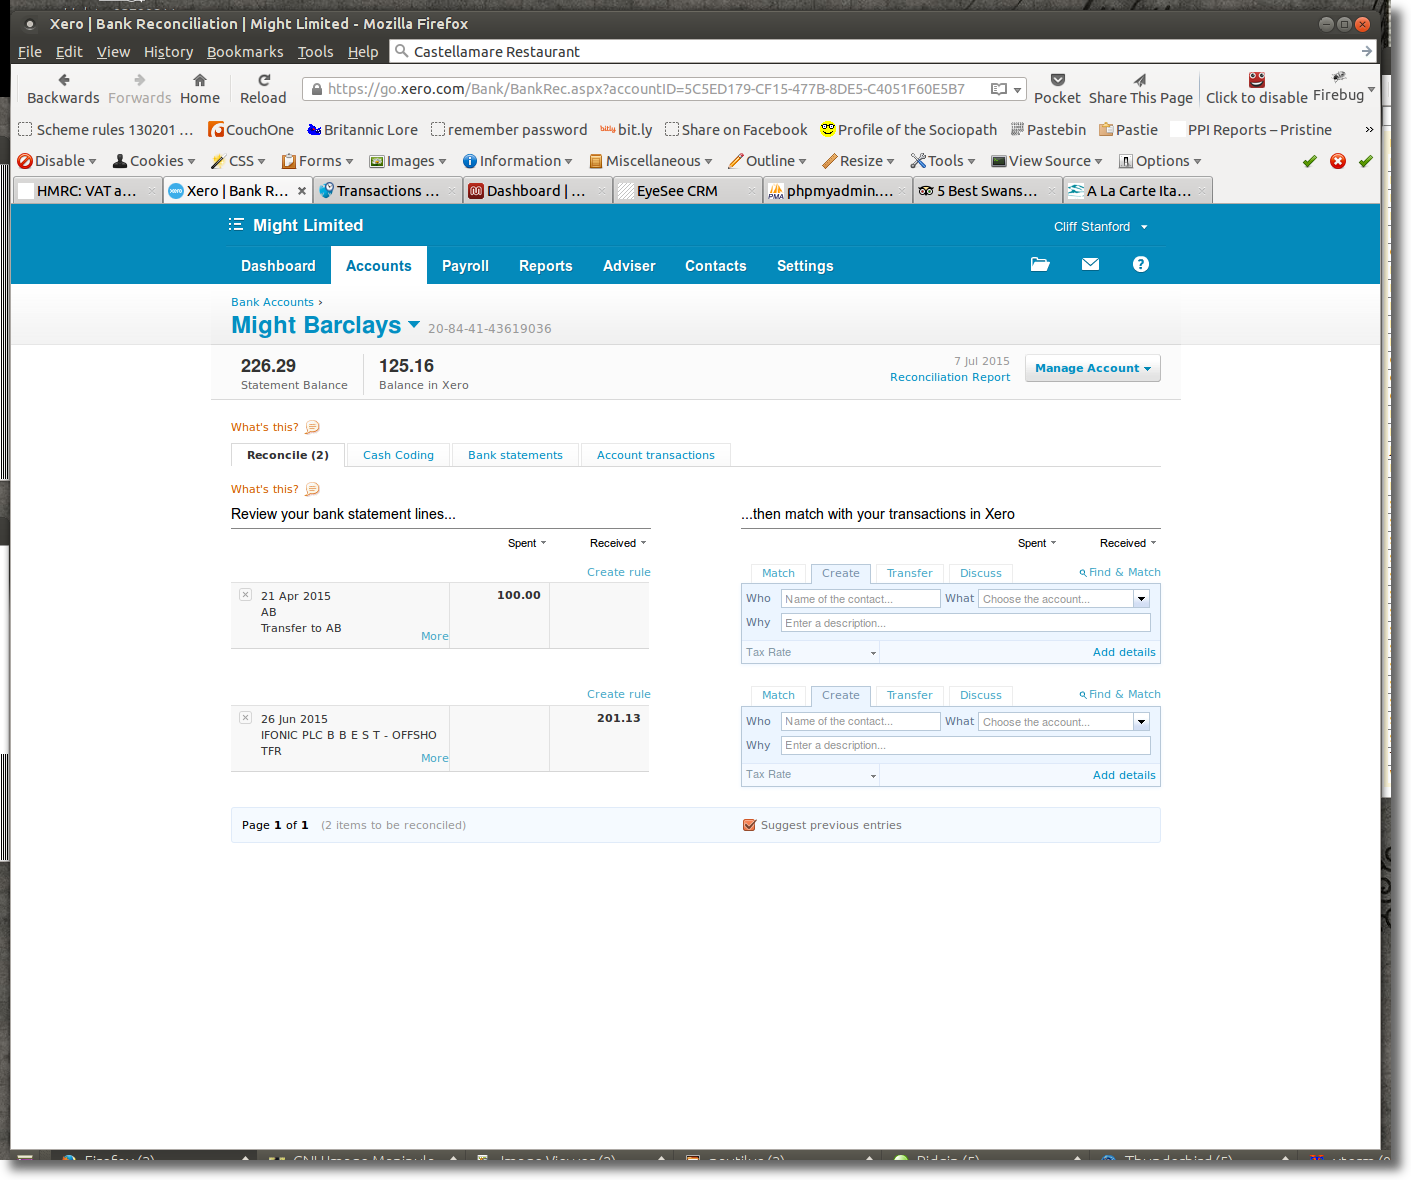 Xero | Bank Reconciliation | Might Limited - Mozilla Firefox
File Edit View History Bookmarks Tools Help Castellamare Restaurant
Backwards Forwards Home Reload https://go.xero.com/Bank/BankRec.aspx?accountID=5C5ED179-CF15-477B-8DE5-C4051F60E5B7 Pocket Share This Page Click to disable Firebug
Scheme rules 130201 ... CouchOne Britannic Lore remember password bitly bit.ly Share on Facebook Profile of the Sociopath Pastebin Pastie PPI Reports – Pristine »
Disable Cookies CSS Forms Images Information Miscellaneous Outline Resize Tools View Source Options
HMRC: VAT a... xero Xero | Bank R... Transactions ... Dashboard | ... EyeSee CRM PMA phpmyadmin.... 5 Best Swans... A La Carte Ita...
Might Limited Cliff Stanford
Dashboard Accounts Payroll Reports Adviser Contacts Settings ?
Bank Accounts ›
Might Barclays 20-84-41-43619036
226.29 125.16 7 Jul 2015
Statement Balance Balance in Xero Reconciliation Report Manage Account
What's this?
Reconcile (2) Cash Coding Bank statements Account transactions
What's this?
Review your bank statement lines... ...then match with your transactions in Xero
Spent Received Spent Received
Create rule Match Create Transfer Discuss Find & Match
21 Apr 2015 100.00 Who Name of the contact... What Choose the account...
AB
Transfer to AB Why Enter a description...
More
Tax Rate Add details
Create rule Match Create Transfer Discuss Find & Match
26 Jun 2015 201.13 Who Name of the contact... What Choose the account...
IFONIC PLC B B E S T - OFFSHO
TFR Why Enter a description...
More
Tax Rate Add details
Page 1 of 1 (2 items to be reconciled) Suggest previous entries